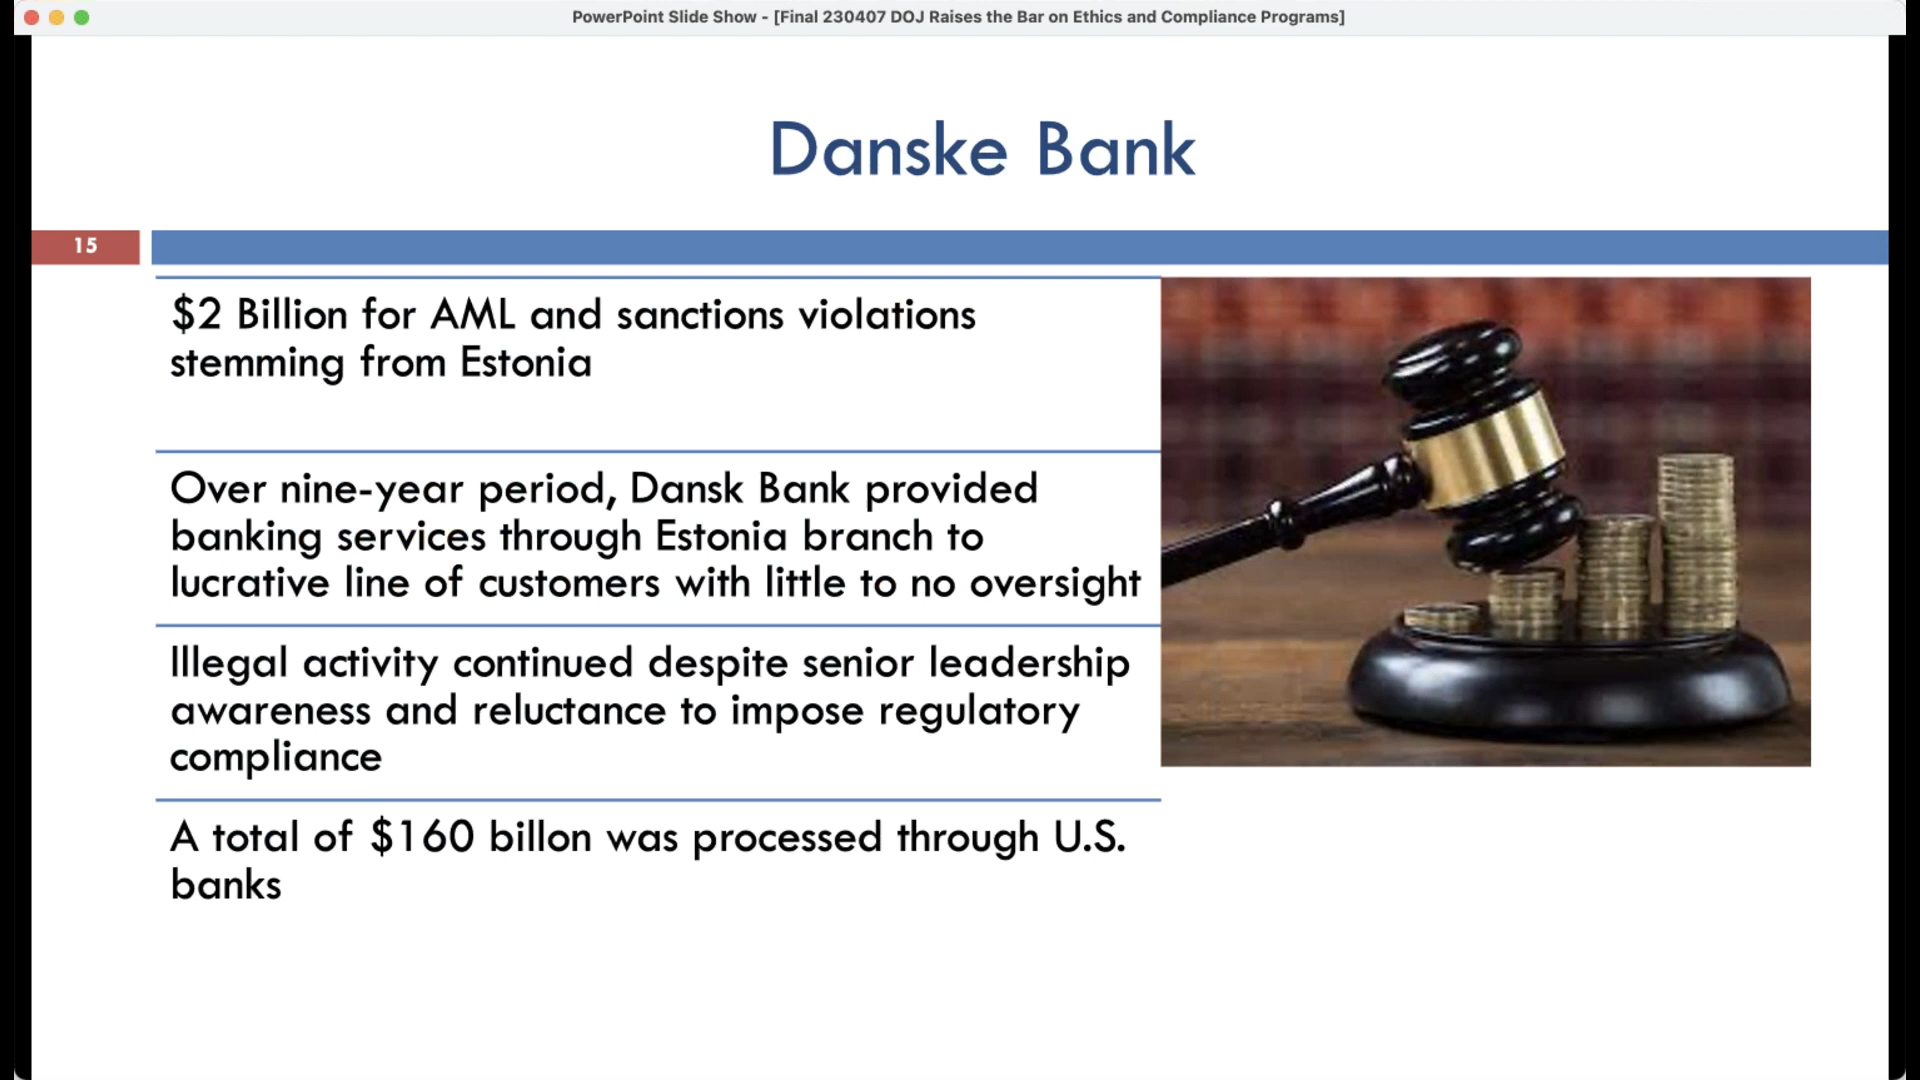 PowerPoint Slide Show - [Final 230407 DOJ Raises the Bar on Ethics and Compliance Programs]
Danske Bank
15
$2 Billion for AML and sanctions violations
stemming from Estonia
Over nine-year period, Dansk Bank provided
banking services through Estonia branch to
lucrative line of customers with little to no oversight
Illegal activity continued despite senior leadership
awareness and reluctance to impose regulatory
compliance
A total of $160 billon was processed through U.S.
banks